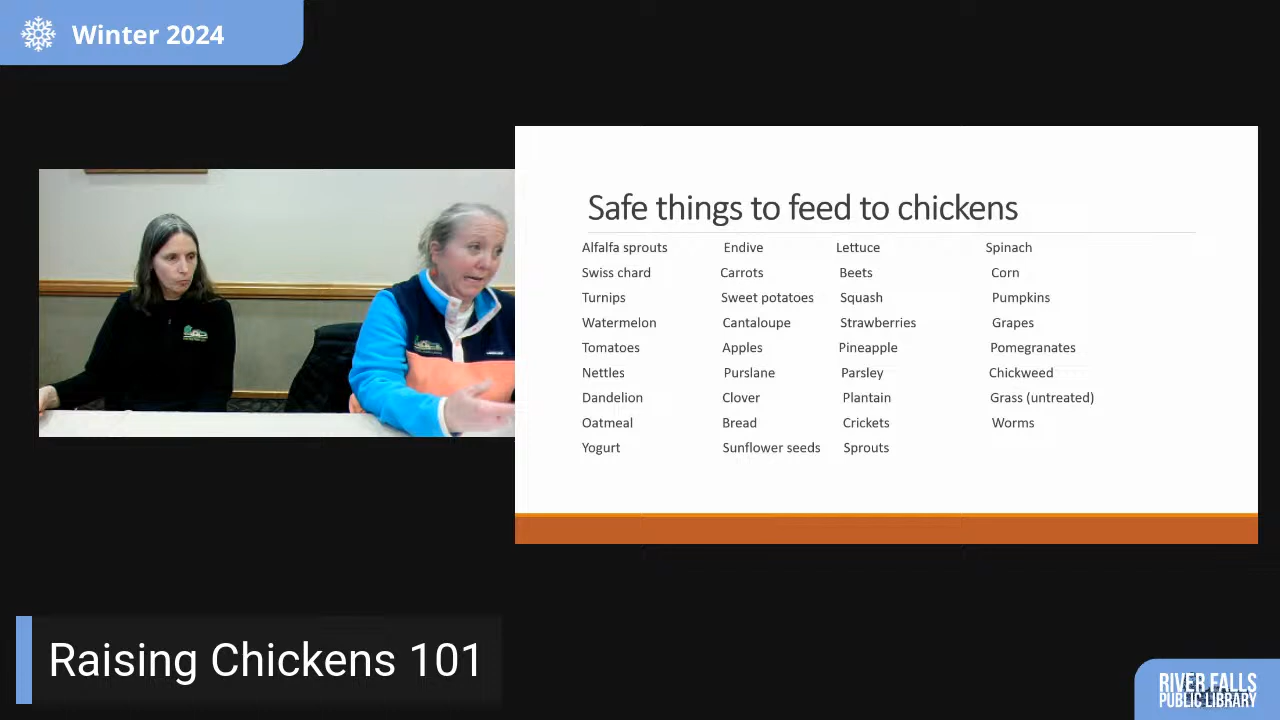 Winter 2024
Safe things to feed to chickens
Alfalfa sprouts Endive Lettuce Spinach
Swiss chard Carrots Beets Corn
Turnips Sweet potatoes Squash Pumpkins
Watermelon Cantaloupe Strawberries Grapes
Tomatoes Apples Pineapple Pomegranates
Nettles Purslane Parsley Chickweed
Dandelion Clover Plantain Grass (untreated)
Oatmeal Bread Crickets Worms
Yogurt Sunflower seeds Sprouts
Raising Chickens 101
RIVER FALLS
PUBLIC LIBRARY